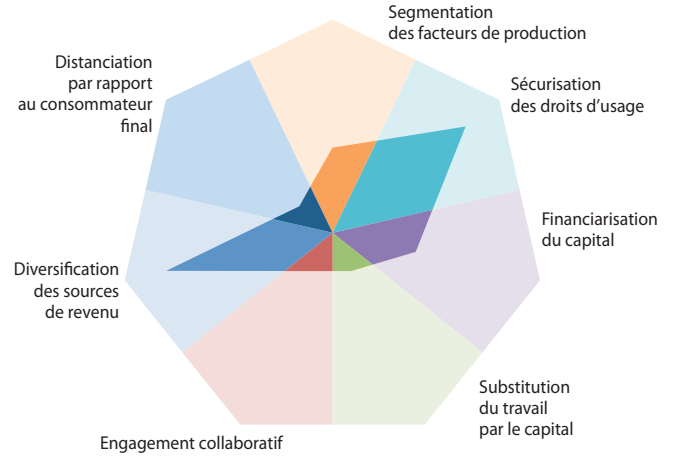 Segmentation
des facteurs de production
Distanciation
par rapport
au consommateur
final
Sécurisation
des droits d’usage
Financiarisation
du capital
Diversification
des sources
de revenu
Substitution
du travail
par le capital
Engagement collaboratif